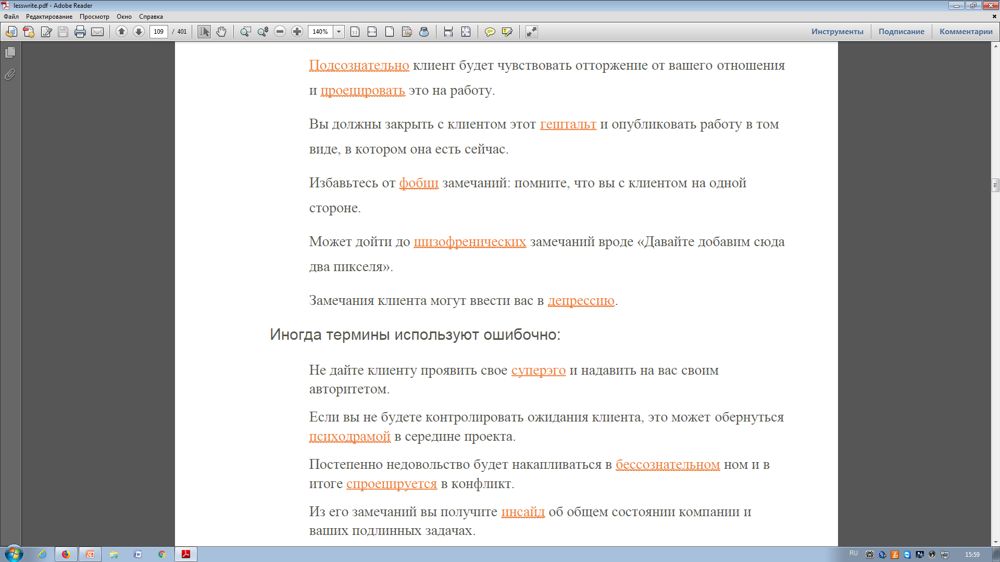 lesswrite.pdf - Adobe Reader
Файл Редактирование Просмотр Окно Справка
109 / 401 140% Инструменты Подписание Комментарии
Подсознательно клиент будет чувствовать отторжение от вашего отношения
и проецировать это на работу.
Вы должны закрыть с клиентом этот гештальт и опубликовать работу в том
виде, в котором она есть сейчас.
Избавьтесь от фобии замечаний: помните, что вы с клиентом на одной
стороне.
Может дойти до шизофренических замечаний вроде «Давайте добавим сюда
два пикселя».
Замечания клиента могут ввести вас в депрессию.
Иногда термины используют ошибочно:
Не дайте клиенту проявить свое суперэго и надавить на вас своим
авторитетом.
Если вы не будете контролировать ожидания клиента, это может обернуться
психодрамой в середине проекта.
Постепенно недовольство будет накапливаться в бессознательном ном и в
итоге спроецируется в конфликт.
Из его замечаний вы получите инсайд об общем состоянии компании и
ваших подлинных задачах.
RU 15:59